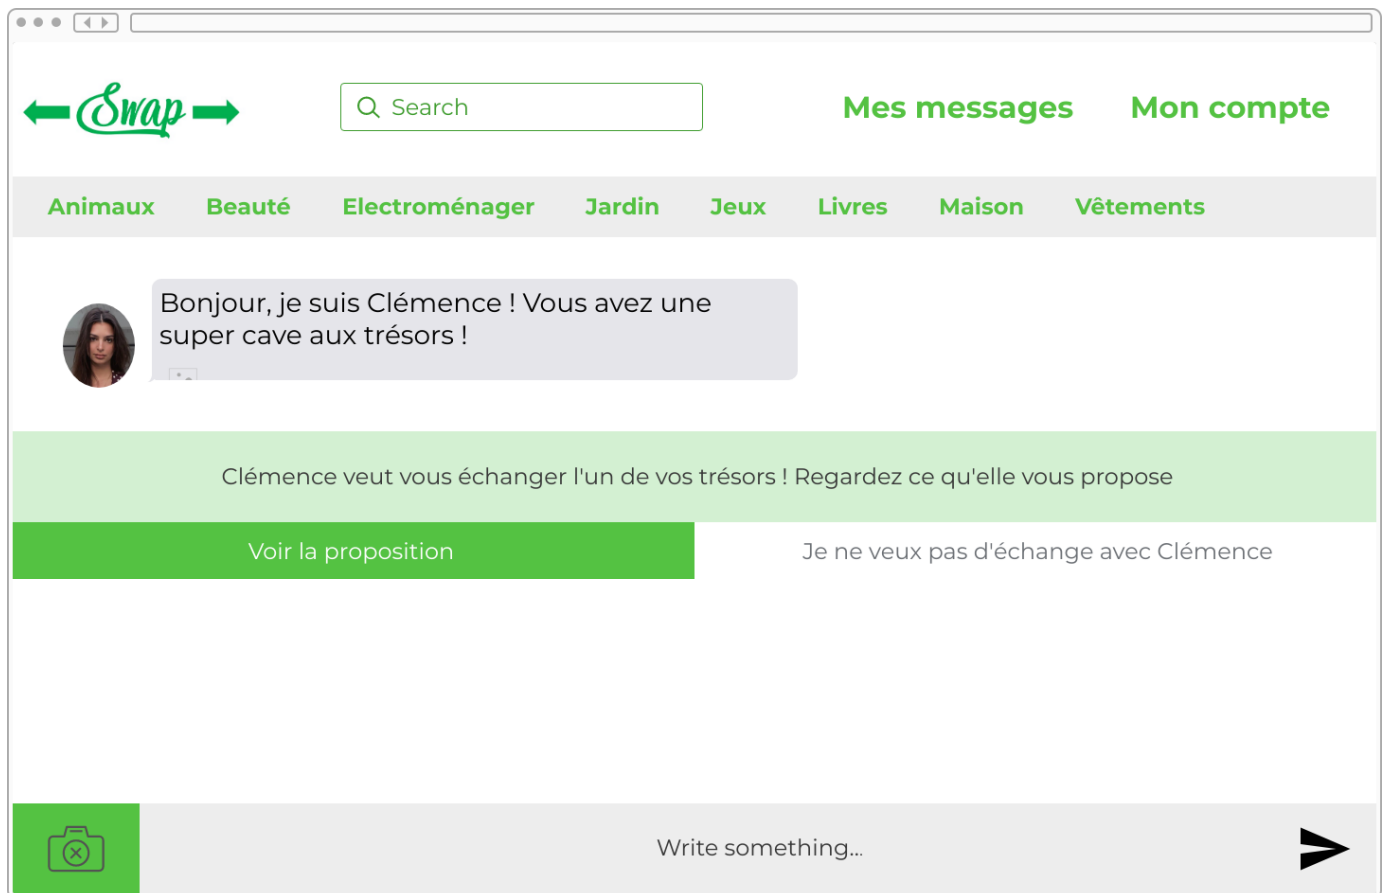 Swap
Search
Mes messages
Mon compte
Animaux
Beauté
Electroménager
Jardin
Jeux
Livres
Maison
Vêtements
Bonjour, je suis Clémence ! Vous avez une
super cave aux trésors !
Clémence veut vous échanger l'un de vos trésors ! Regardez ce qu'elle vous propose
Voir la proposition
Je ne veux pas d'échange avec Clémence
Write something...